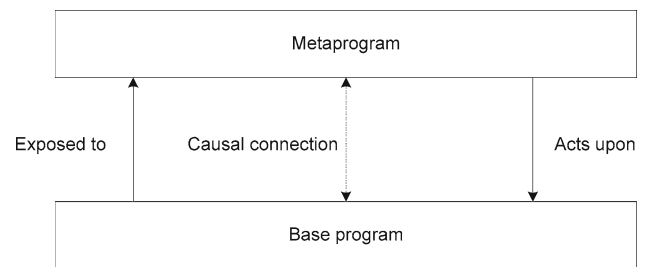 Metaprogram
Exposed to
Causal connection
Acts upon
Base program